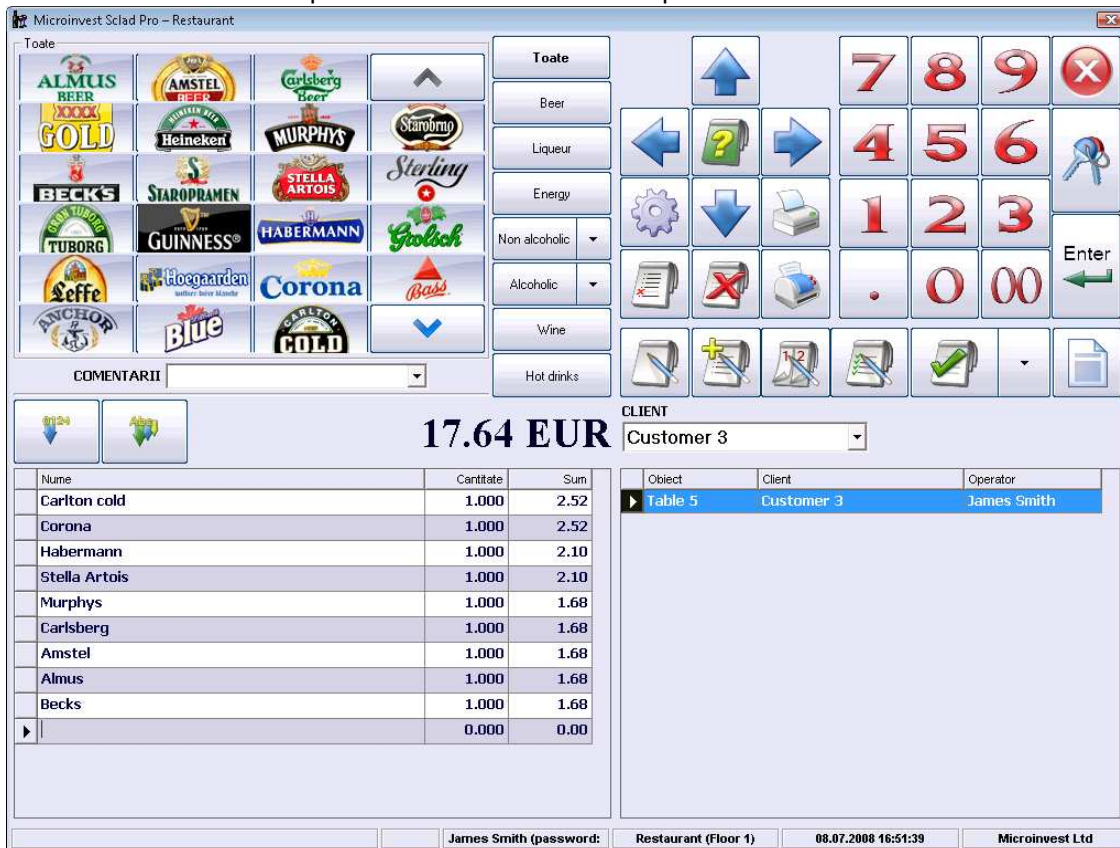 Microinvest Sclad Pro – Restaurant
Toate
ALMUS BEER
AMSTEL BEER
Carlsberg Beer
XXXX GOLD
Heineken
MURPHY'S
Starobrno
BECK'S
STAROPRAMEN
STELLA ARTOIS
Sterling
TUBORG
GUINNESS®
HABERMANN
Grolsch
Leffe
Hoegaarden
Corona
Bass
ANCHOR
Blue
CARLTON COLD
COMENTARII
Toate
Beer
Liqueur
Energy
Non alcoholic
Alcoholic
Wine
Hot drinks
7 8 9
4 5 6
1 2 3
Enter
. 0 00
1 2
0124
17.64 EUR
CLIENT
Customer 3
Nume Cantitate Sum
Carlton cold 1.000 2.52
Corona 1.000 2.52
Habermann 1.000 2.10
Stella Artois 1.000 2.10
Murphys 1.000 1.68
Carlsberg 1.000 1.68
Amstel 1.000 1.68
Almus 1.000 1.68
Becks 1.000 1.68
0.000 0.00
Object Client Operator
Table 5 Customer 3 James Smith
James Smith (password:
Restaurant (Floor 1)
08.07.2008 16:51:39
Microinvest Ltd